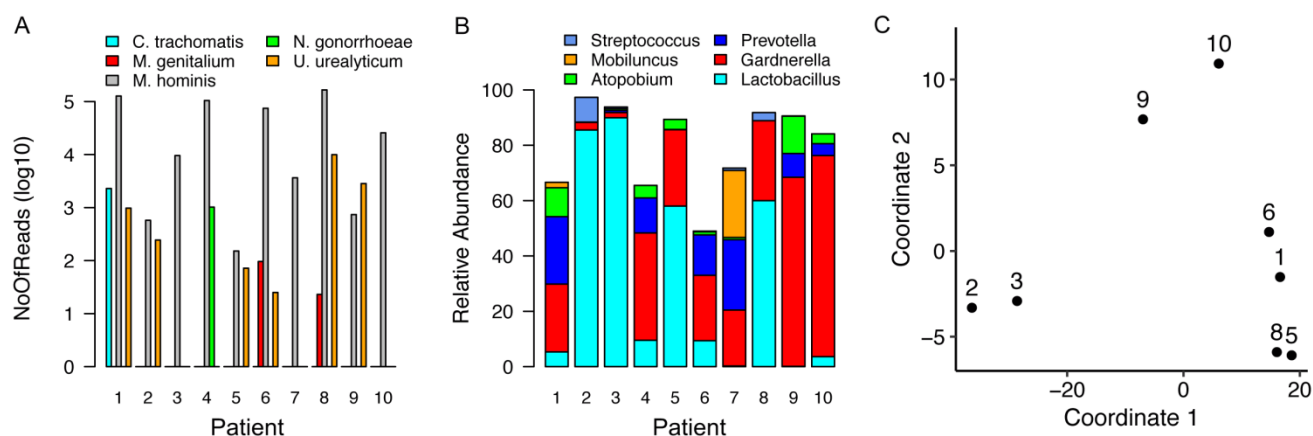 A
C. trachomatis
M. genitalium
M. hominis
N. gonorrhoeae
U. urealyticum
NoOfReads (log10)
5
4
3
2
1
0
1 2 3 4 5 6 7 8 9 10
Patient
B
Streptococcus
Mobiluncus
Atopobium
Prevotella
Gardnerella
Lactobacillus
Relative Abundance
100
80
60
40
20
0
1 2 3 4 5 6 7 8 9 10
Patient
C
Coordinate 2
10
5
0
−5
10
9
6
1
2
3
8 5
−20 0 20
Coordinate 1